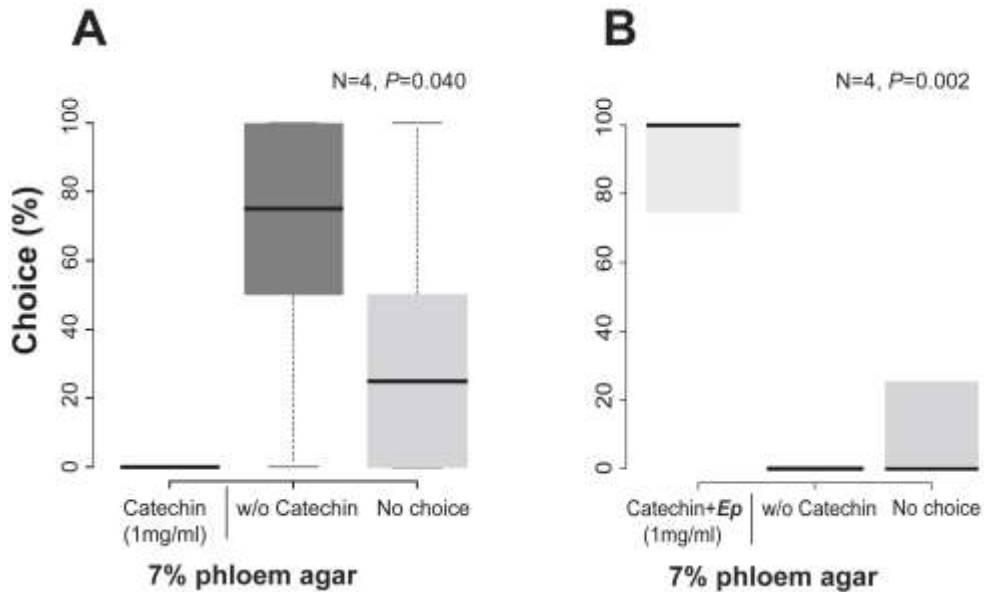 A
N=4, P=0.040
Choice (%)
100
80
60
40
20
0
Catechin
(1mg/ml)
w/o Catechin
No choice
7% phloem agar
B
N=4, P=0.002
100
80
60
40
20
0
Catechin+Ep
(1mg/ml)
w/o Catechin
No choice
7% phloem agar